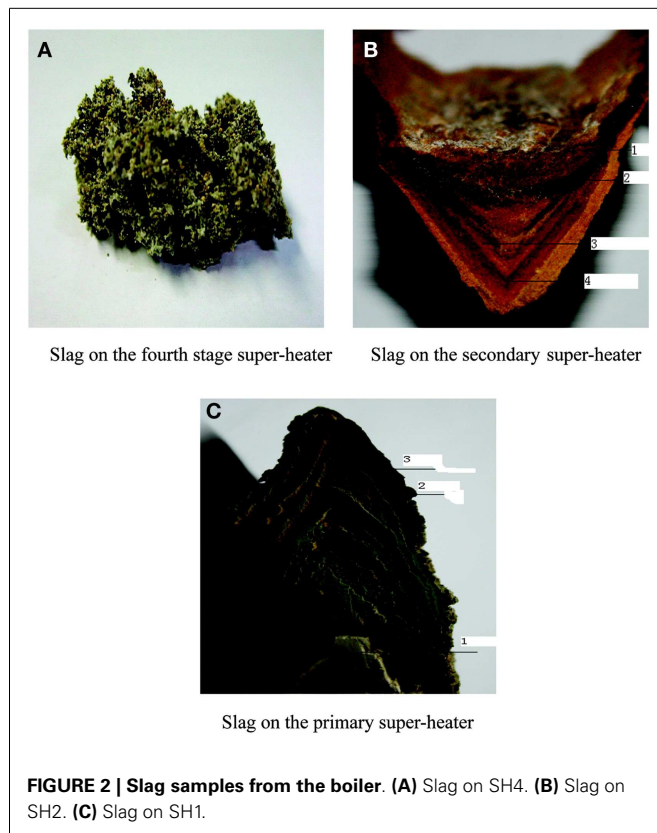 A
B
1
2
3
4
Slag on the fourth stage super-heater
Slag on the secondary super-heater
C
3
2
1
Slag on the primary super-heater
FIGURE 2 | Slag samples from the boiler. (A) Slag on SH4. (B) Slag on
SH2. (C) Slag on SH1.